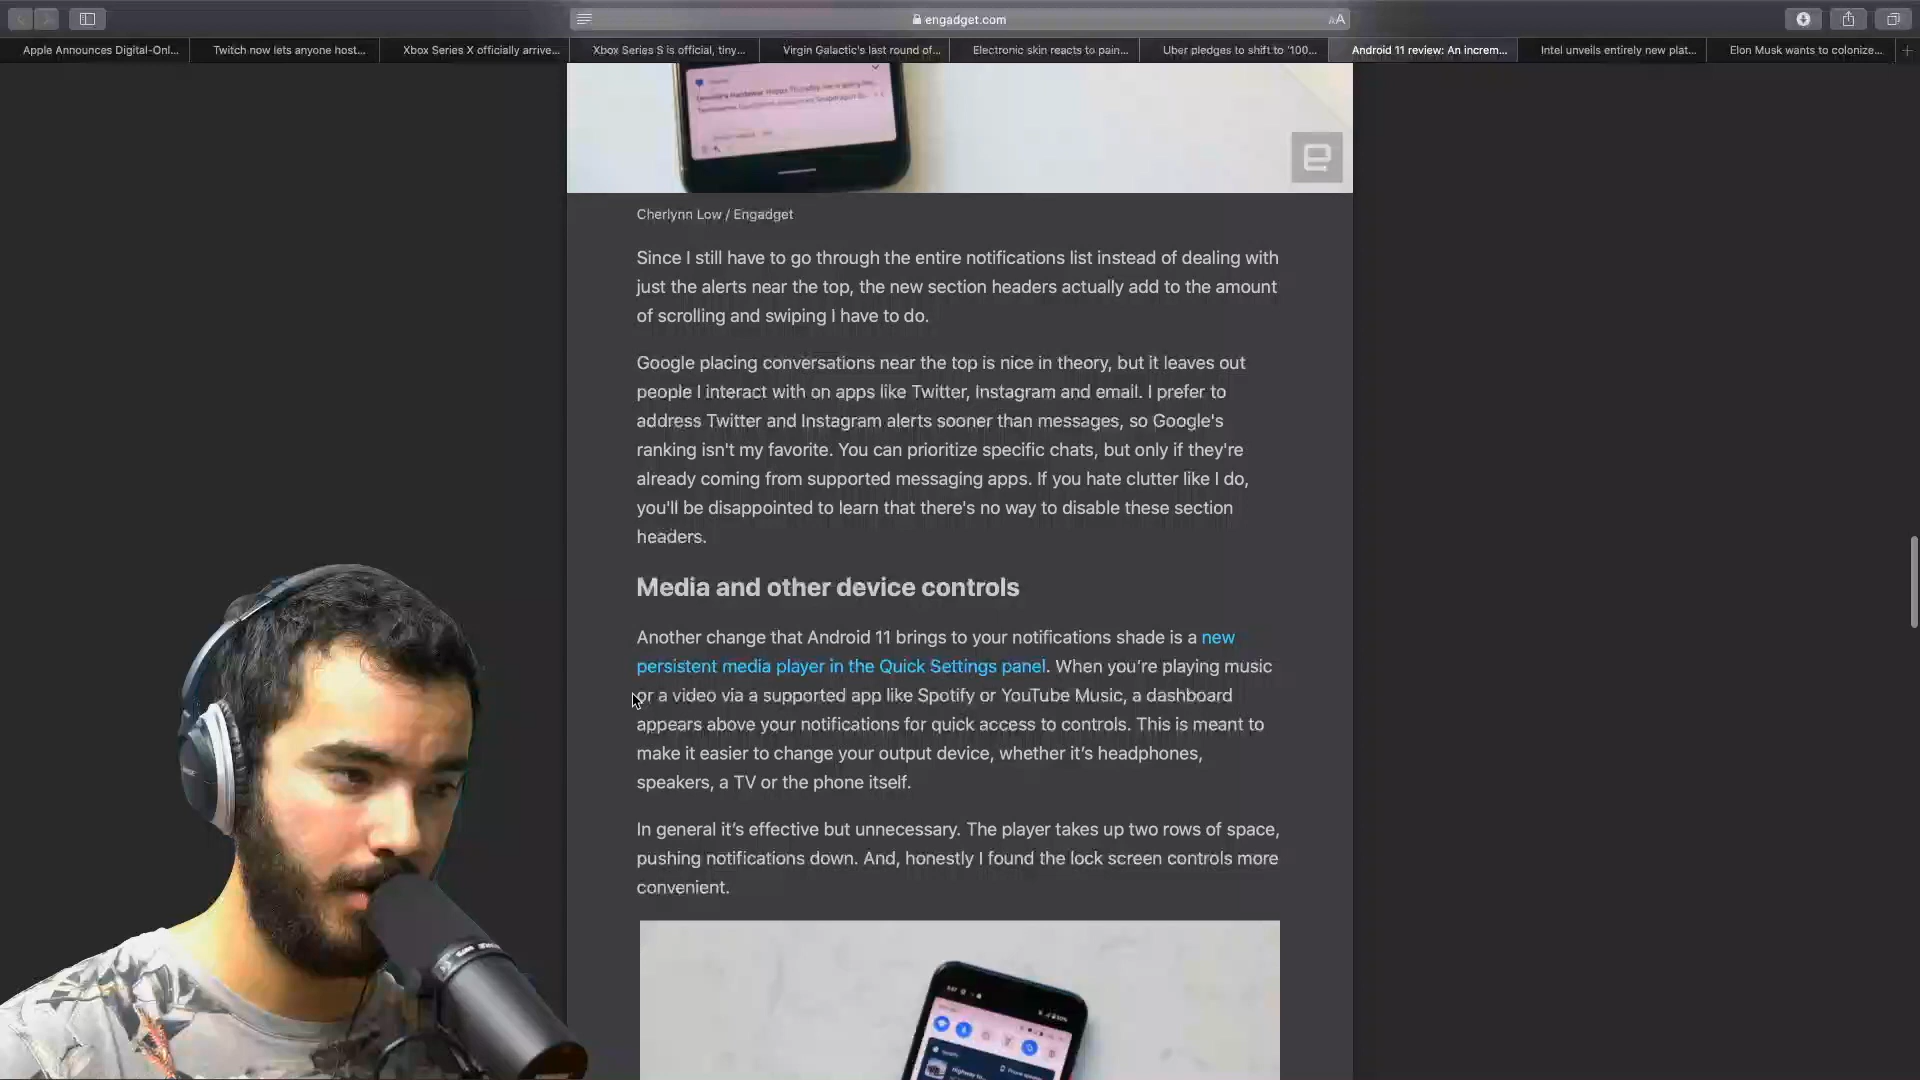 engadget.com
AA
Apple Announces Digital-Onl...
Twitch now lets anyone host...
Xbox Series X officially arrive...
Xbox Series S is official, tiny...
Virgin Galactic's last round of...
Electronic skin reacts to pain...
Uber pledges to shift to '100...
Android 11 review: An increm...
Intel unveils entirely new plat...
Elon Musk wants to colonize...
Cherlynn Low / Engadget
Since I still have to go through the entire notifications list instead of dealing with
just the alerts near the top, the new section headers actually add to the amount
of scrolling and swiping I have to do.
Google placing conversations near the top is nice in theory, but it leaves out
people I interact with on apps like Twitter, Instagram and email. I prefer to
address Twitter and Instagram alerts sooner than messages, so Google's
ranking isn't my favorite. You can prioritize specific chats, but only if they're
already coming from supported messaging apps. If you hate clutter like I do,
you'll be disappointed to learn that there's no way to disable these section
headers.
Media and other device controls
Another change that Android 11 brings to your notifications shade is a new
persistent media player in the Quick Settings panel. When you're playing music
or a video via a supported app like Spotify or YouTube Music, a dashboard
appears above your notifications for quick access to controls. This is meant to
make it easier to change your output device, whether it's headphones,
speakers, a TV or the phone itself.
In general it's effective but unnecessary. The player takes up two rows of space,
pushing notifications down. And, honestly I found the lock screen controls more
convenient.